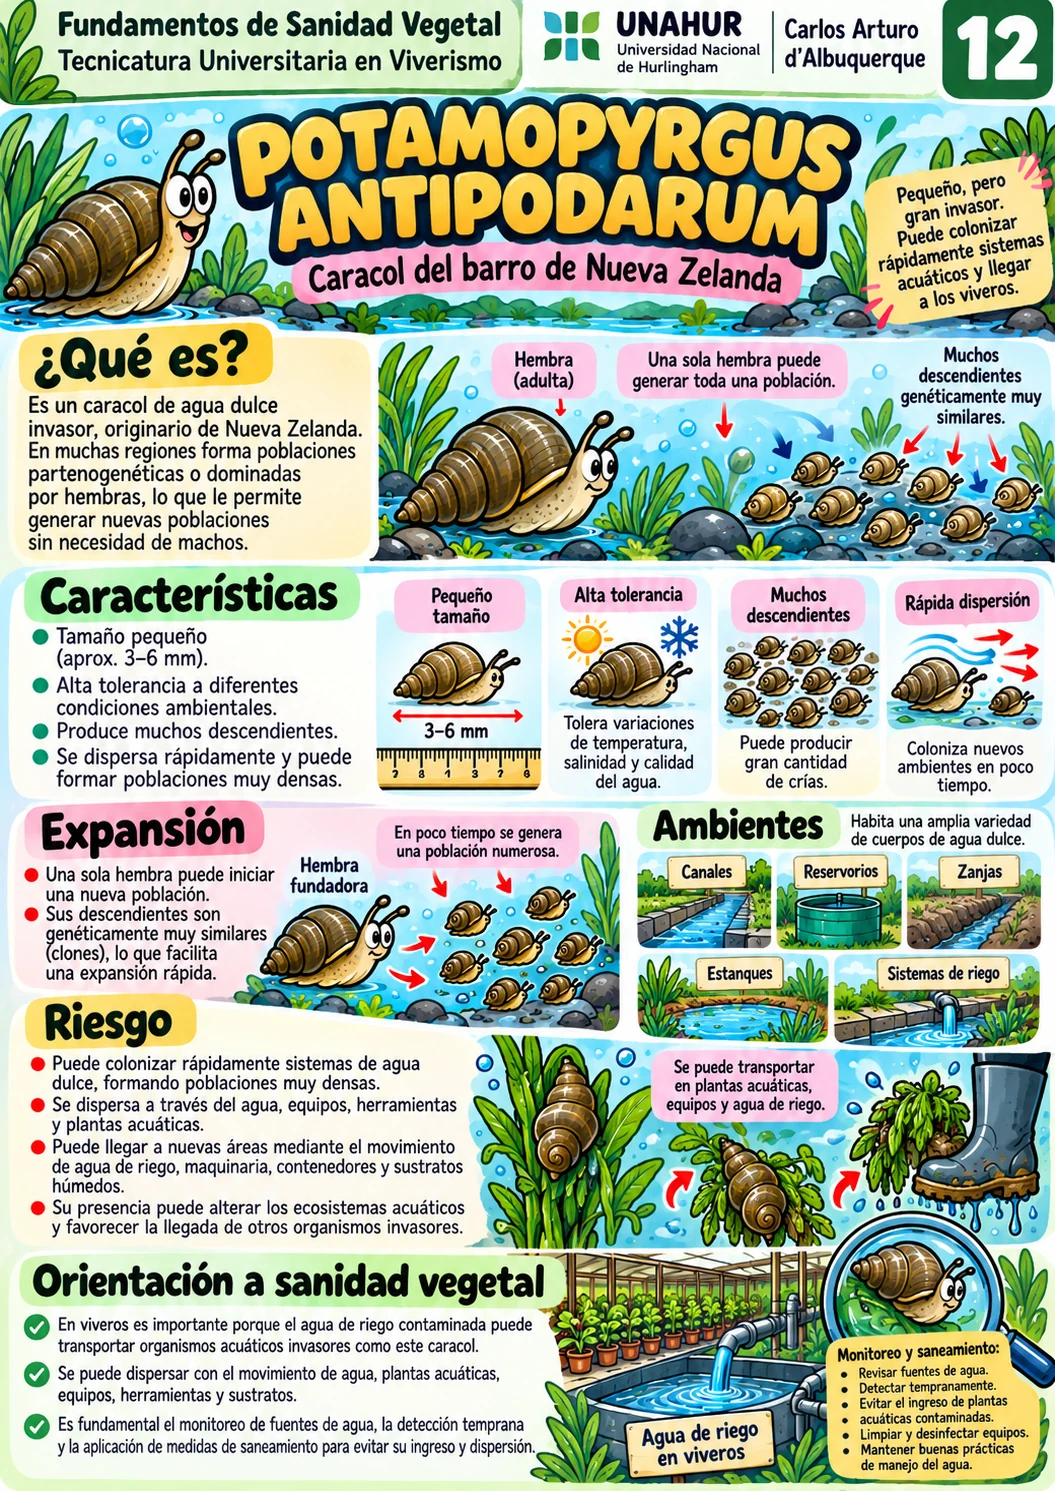 Fundamentos de Sanidad Vegetal
Tecnicatura Universitaria en Viverismo
UNAHUR
Universidad Nacional
de Hurlingham
Carlos Arturo
d’Albuquerque
12
POTAMOPYRGUS
ANTIPODARUM
Caracol del barro de Nueva Zelanda
Pequeño, pero
gran invasor.
Puede colonizar
rápidamente sistemas
acuáticos y llegar
a los viveros.
¿Qué es?
Es un caracol de agua dulce
invasor, originario de Nueva Zelanda.
En muchas regiones forma poblaciones
partenogenéticas o dominadas
por hembras, lo que le permite
generar nuevas poblaciones
sin necesidad de machos.
Hembra
(adulta)
Una sola hembra puede
generar toda una población.
Muchos
descendientes
genéticamente muy
similares.
Características
Tamaño pequeño
(aprox. 3–6 mm).
Alta tolerancia a diferentes
condiciones ambientales.
Produce muchos descendientes.
Se dispersa rápidamente y puede
formar poblaciones muy densas.
Pequeño
tamaño
3–6 mm
Alta tolerancia
Tolera variaciones
de temperatura,
salinidad y calidad
del agua.
Muchos
descendientes
Puede producir
gran cantidad
de crías.
Rápida dispersión
Coloniza nuevos
ambientes en poco
tiempo.
Expansión
Una sola hembra puede iniciar
una nueva población.
Sus descendientes son
genéticamente muy similares
(clones), lo que facilita
una expansión rápida.
Hembra
fundadora
En poco tiempo se genera
una población numerosa.
Ambientes
Habita una amplia variedad
de cuerpos de agua dulce.
Canales
Reservorios
Zanjas
Estanques
Sistemas de riego
Riesgo
Puede colonizar rápidamente sistemas de agua
dulce, formando poblaciones muy densas.
Se dispersa a través del agua, equipos, herramientas
y plantas acuáticas.
Puede llegar a nuevas áreas mediante el movimiento
de agua de riego, maquinaria, contenedores y sustratos
húmedos.
Su presencia puede alterar los ecosistemas acuáticos
y favorecer la llegada de otros organismos invasores.
Se puede transportar
en plantas acuáticas,
equipos y agua de riego.
Orientación a sanidad vegetal
En viveros es importante porque el agua de riego contaminada puede
transportar organismos acuáticos invasores como este caracol.
Se puede dispersar con el movimiento de agua, plantas acuáticas,
equipos, herramientas y sustratos.
Es fundamental el monitoreo de fuentes de agua, la detección temprana
y la aplicación de medidas de saneamiento para evitar su ingreso y dispersión.
Agua de riego
en viveros
Monitoreo y saneamiento:
Revisar fuentes de agua.
Detectar tempranamente.
Evitar el ingreso de plantas
acuáticas contaminadas.
Limpiar y desinfectar equipos.
Mantener buenas prácticas
de manejo del agua.